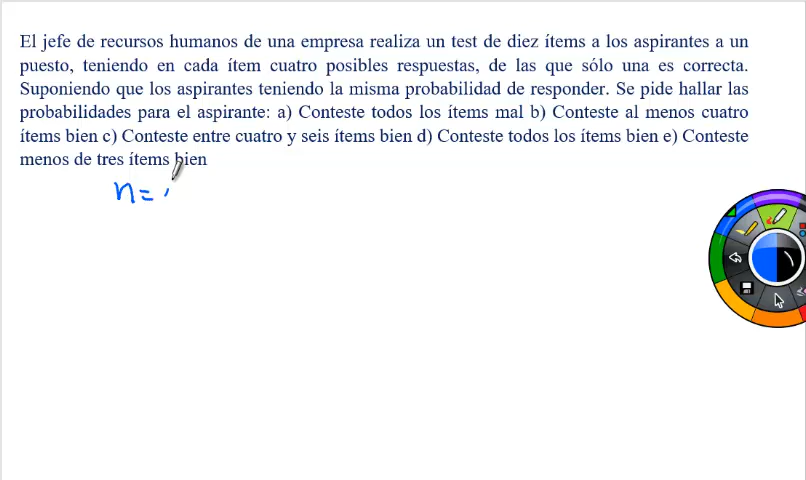 El jefe de recursos humanos de una empresa realiza un test de diez ítems a los aspirantes a un
puesto, teniendo en cada ítem cuatro posibles respuestas, de las que sólo una es correcta.
Suponiendo que los aspirantes teniendo la misma probabilidad de responder. Se pide hallar las
probabilidades para el aspirante: a) Conteste todos los ítems mal b) Conteste al menos cuatro
ítems bien c) Conteste entre cuatro y seis ítems bien d) Conteste todos los ítems bien e) Conteste
menos de tres ítems bien
n=